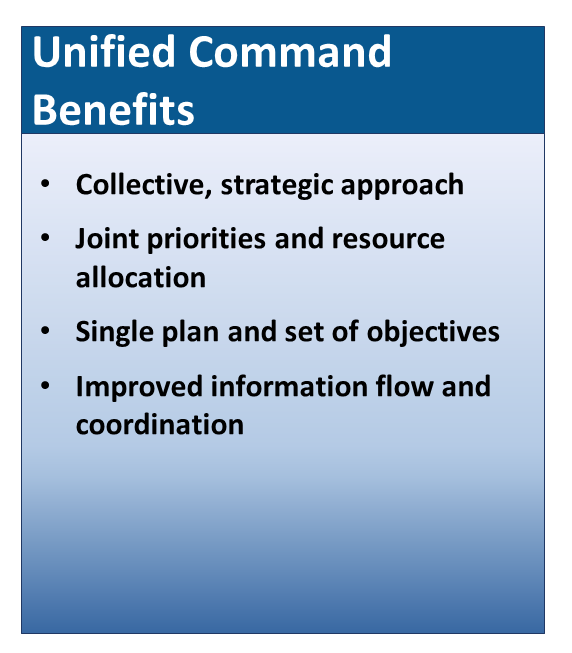 Unified Command
Benefits
• Collective, strategic approach
• Joint priorities and resource
allocation
• Single plan and set of objectives
• Improved information flow and
coordination